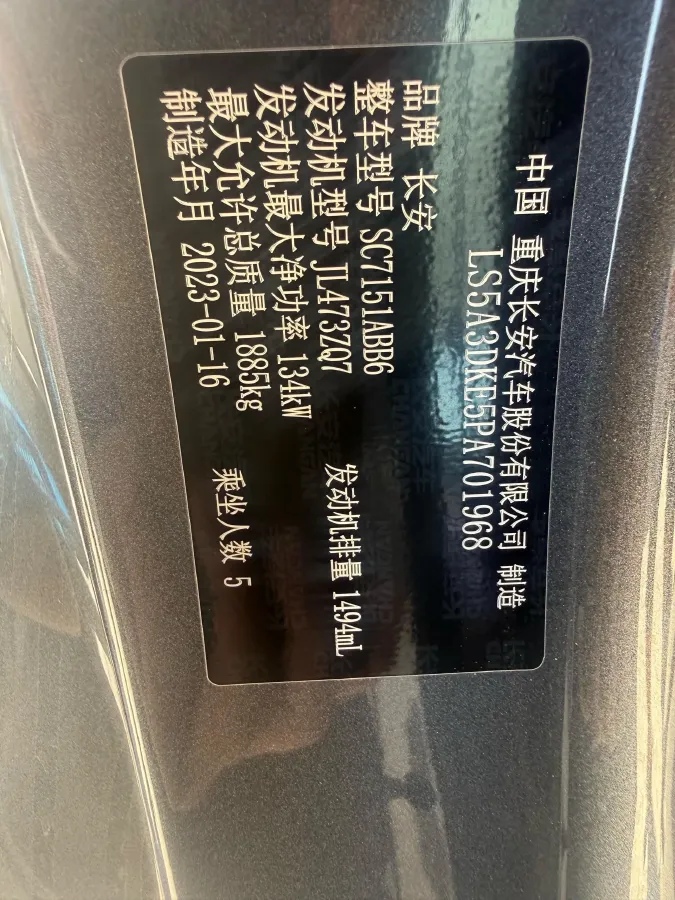 中国 重庆长安汽车股份有限公司 制造
LS5A3DKE5PA701968
品牌 长安
整车型号 SC7151ABB6
发动机型号 JL473ZQ7 发动机排量 1494mL
发动机最大净功率 134kW
最大允许总质量 1885kg 乘坐人数 5
制造年月 2023-01-16